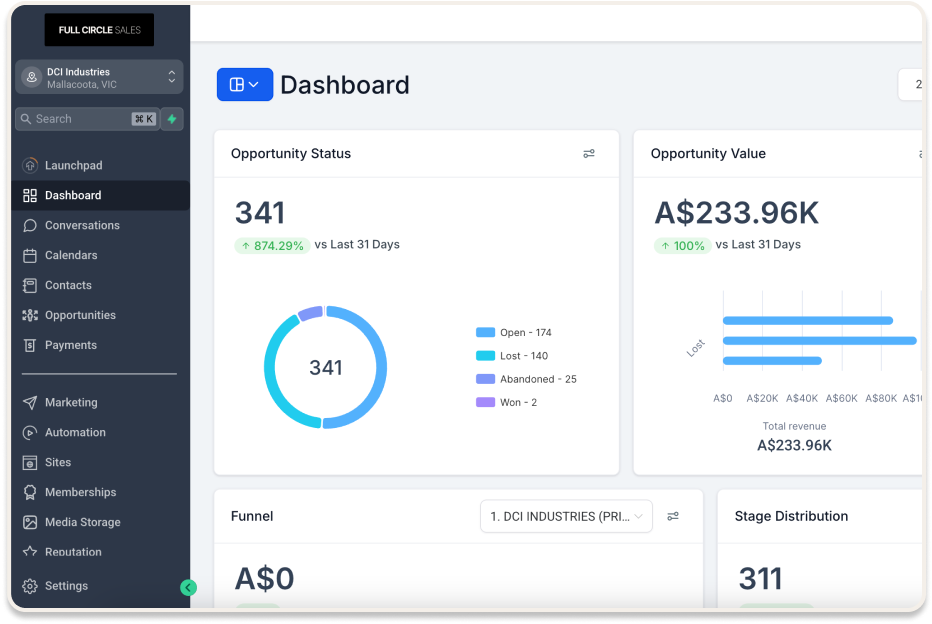 FULL CIRCLE SALES
DCI Industries
Mallacoota, VIC
Search ⌘ K
Launchpad
Dashboard
Conversations
Calendars
Contacts
Opportunities
Payments
Marketing
Automation
Sites
Memberships
Media Storage
Reputation
Settings
Dashboard
2
Opportunity Status
341
↑ 874.29% vs Last 31 Days
341
Open - 174
Lost - 140
Abandoned - 25
Won - 2
Opportunity Value
A$233.96K
↑ 100% vs Last 31 Days
Lost
A$0 A$20K A$40K A$60K A$80K A$10
Total revenue
A$233.96K
Funnel
1. DCI INDUSTRIES (PRI...
A$0
Stage Distribution
311